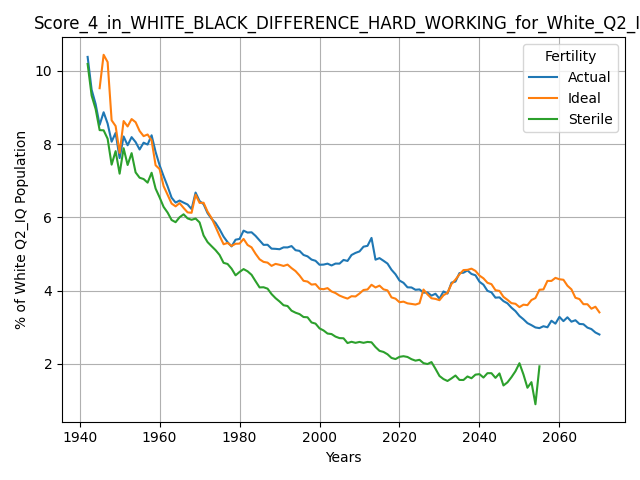 Score_4_in_WHITE_BLACK_DIFFERENCE_HARD_WORKING_for_White_Q2_I
Fertility
Actual
Ideal
Sterile
% of White Q2_IQ Population
10
8
6
4
2
1940 1960 1980 2000 2020 2040 2060
Years